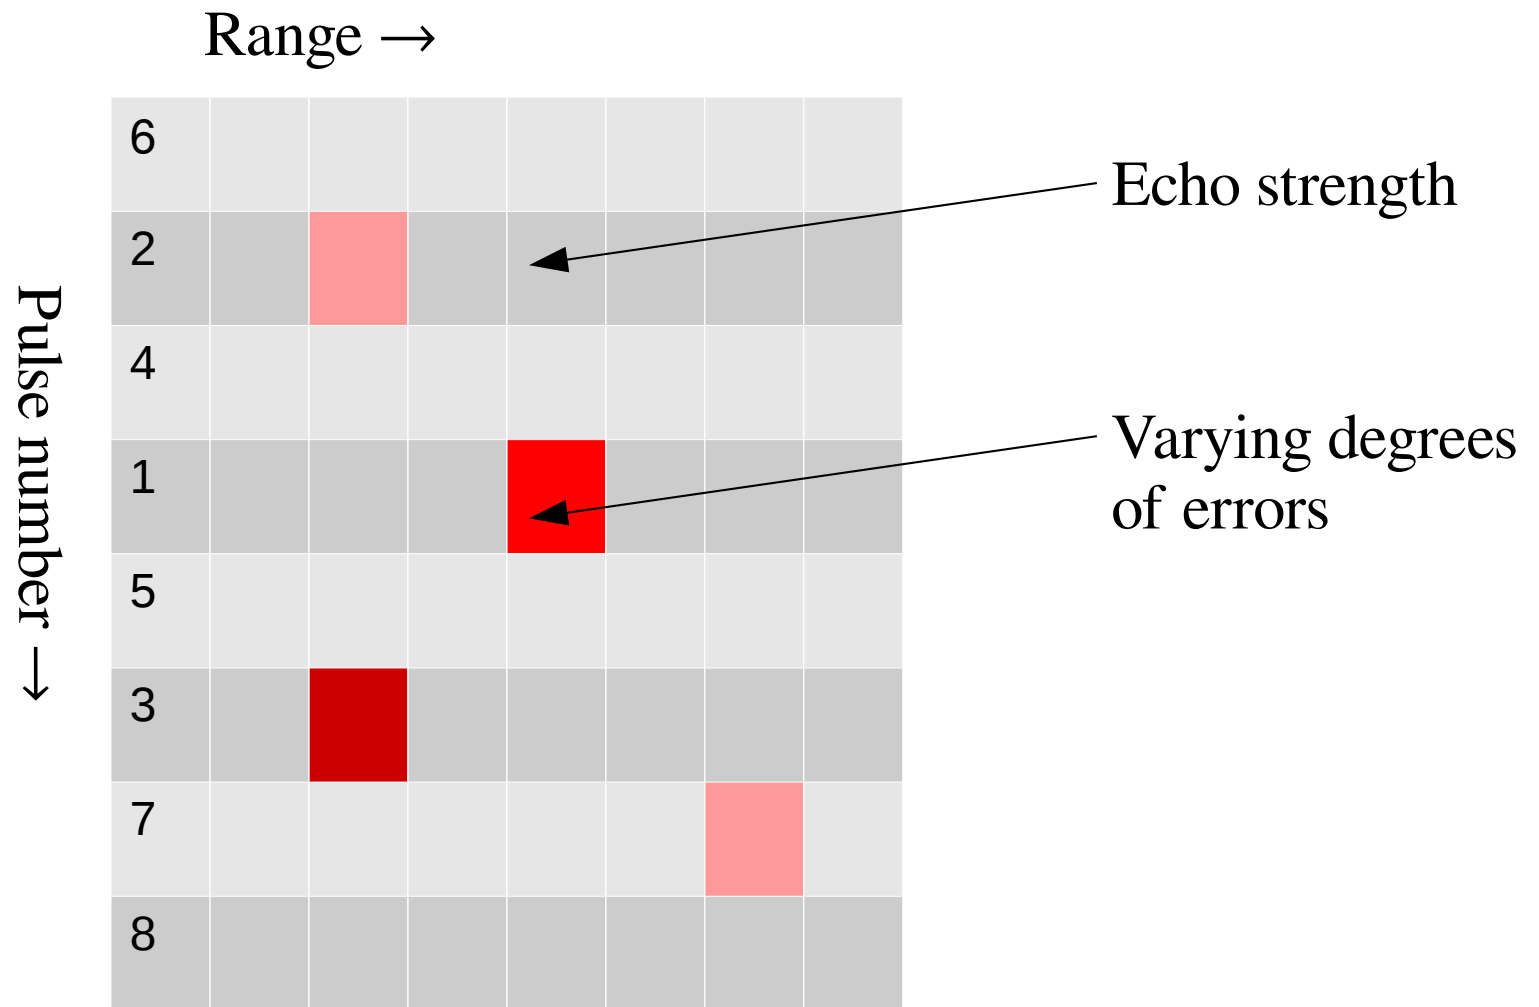 Range →
Pulse number →
6
2
4
1
5
3
7
8
Echo strength
Varying degrees
of errors